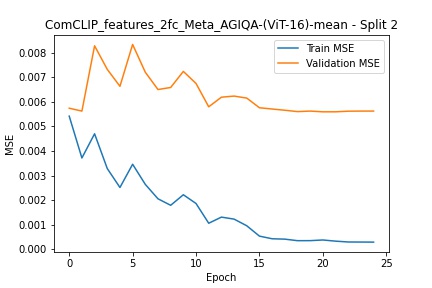 ComCLIP_features_2fc_Meta_AGIQA-(ViT-16)-mean - Split 2
Train MSE
Validation MSE
0.008
0.007
0.006
0.005
0.004
0.003
0.002
0.001
0.000
MSE
0 5 10 15 20 25
Epoch